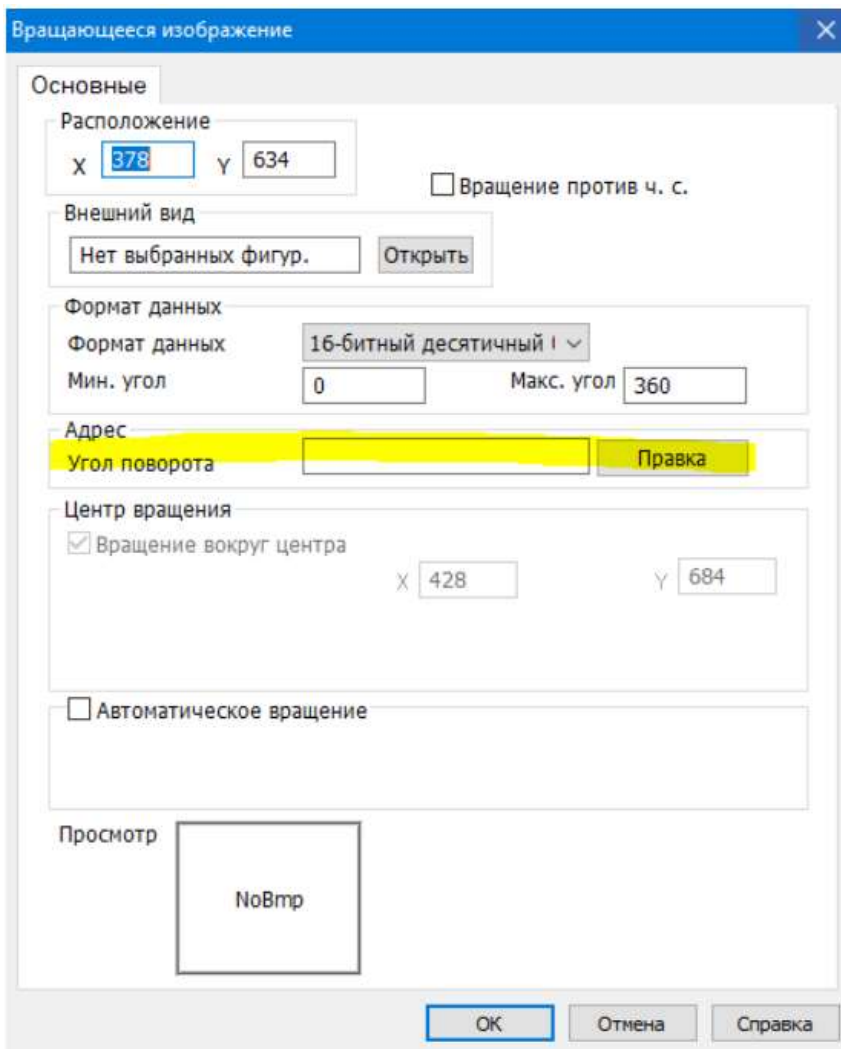 Вращающееся изображение
Основные
Расположение
X 378 Y 634
Вращение против ч. с.
Внешний вид
Нет выбранных фигур. Открыть
Формат данных
Формат данных 16-битный десятичный
Мин. угол 0 Макс. угол 360
Адрес
Угол поворота Правка
Центр вращения
Вращение вокруг центра
X 428 Y 684
Автоматическое вращение
Просмотр
NoBmp
OK Отмена Справка